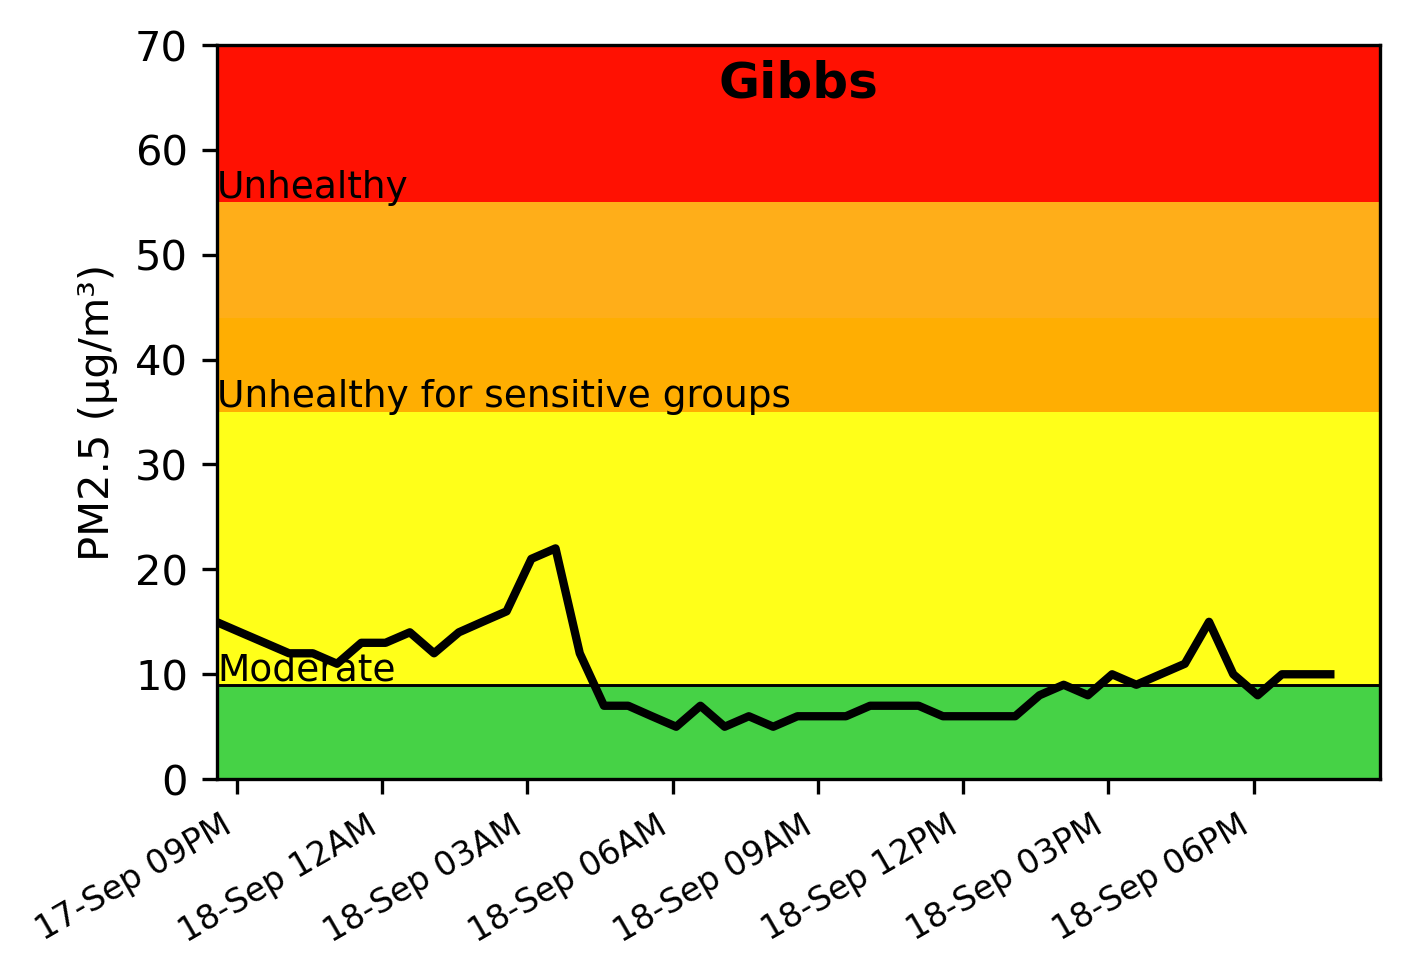 Gibbs
PM2.5 (µg/m³)
70
60
50
40
30
20
10
0
Unhealthy
Unhealthy for sensitive groups
Moderate
17-Sep 09PM
18-Sep 12AM
18-Sep 03AM
18-Sep 06AM
18-Sep 09AM
18-Sep 12PM
18-Sep 03PM
18-Sep 06PM